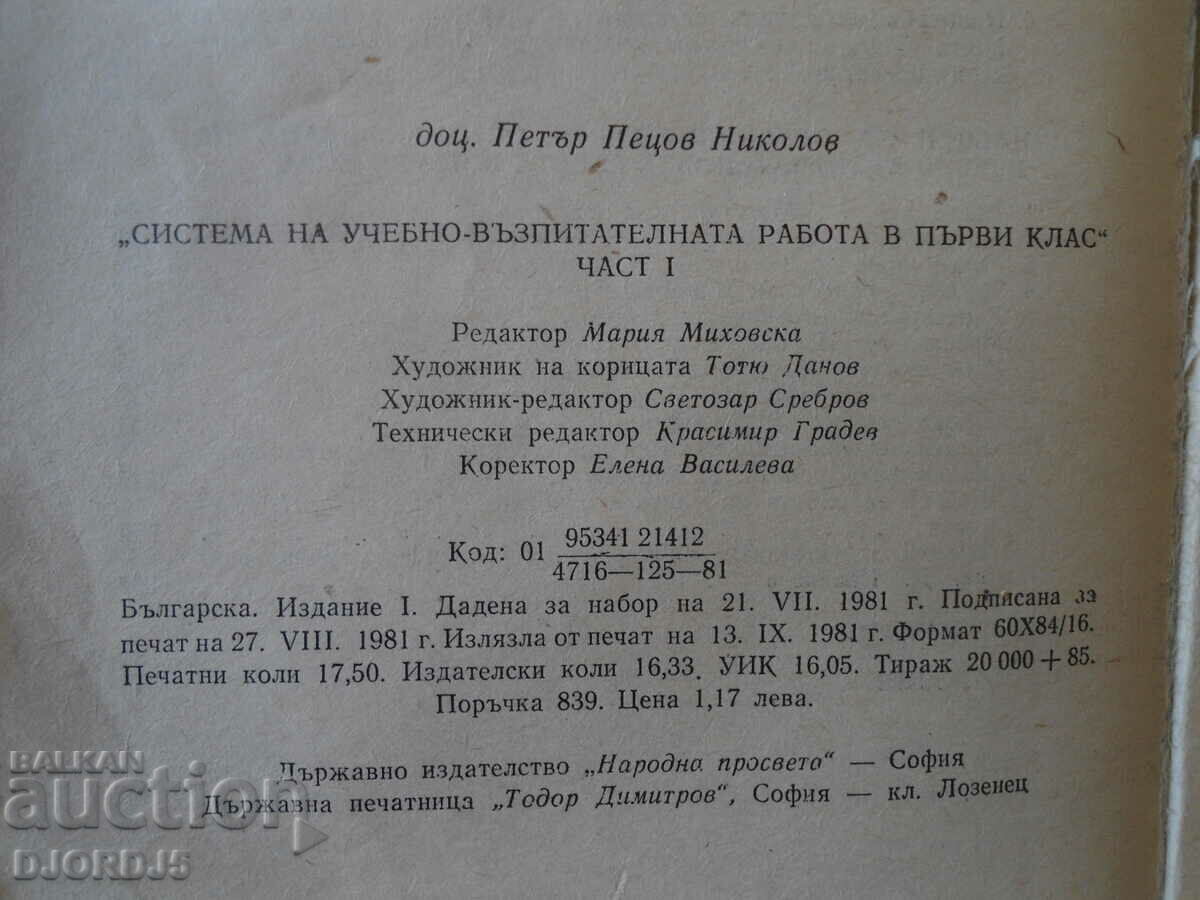 доц. Петър Пецов Николов
„СИСТЕМА НА УЧЕБНО-ВЪЗПИТАТЕЛНАТА РАБОТА В ПЪРВИ КЛАС“
ЧАСТ I
Редактор Мария Миховска
Художник на корицата Тотю Данов
Художник-редактор Светозар Сребров
Технически редактор Красимир Градев
Коректор Елена Василева
Код: 01 95341 21412
4716—125—81
Българска. Издание I. Дадена за набор на 21. VII. 1981 г. Подписана за
печат на 27. VIII. 1981 г. Излязла от печат на 13. IX. 1981 г. Формат 60X84/16.
Печатни коли 17,50. Издателски коли 16,33. УИК 16,05. Тираж 20 000 + 85.
Поръчка 839. Цена 1,17 лева.
Държавно издателство „Народна просвета“ — София
Държавна печатница „Тодор Димитров“, София — кл. Лозенец
BALKAN
auction
DJORDJ5